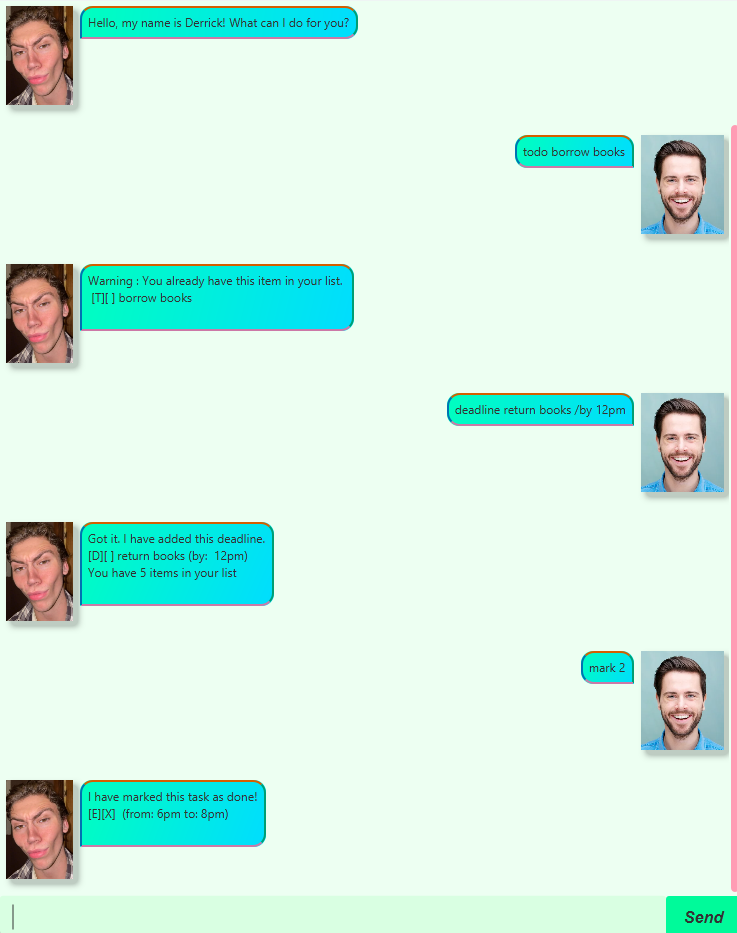 Hello, my name is Derrick! What can I do for you?
todo borrow books
Warning : You already have this item in your list.
[T][ ] borrow books
deadline return books /by 12pm
Got it. I have added this deadline.
[D][ ] return books (by:  12pm)
You have 5 items in your list
mark 2
I have marked this task as done!
[E][X]  (from: 6pm to: 8pm)
Send